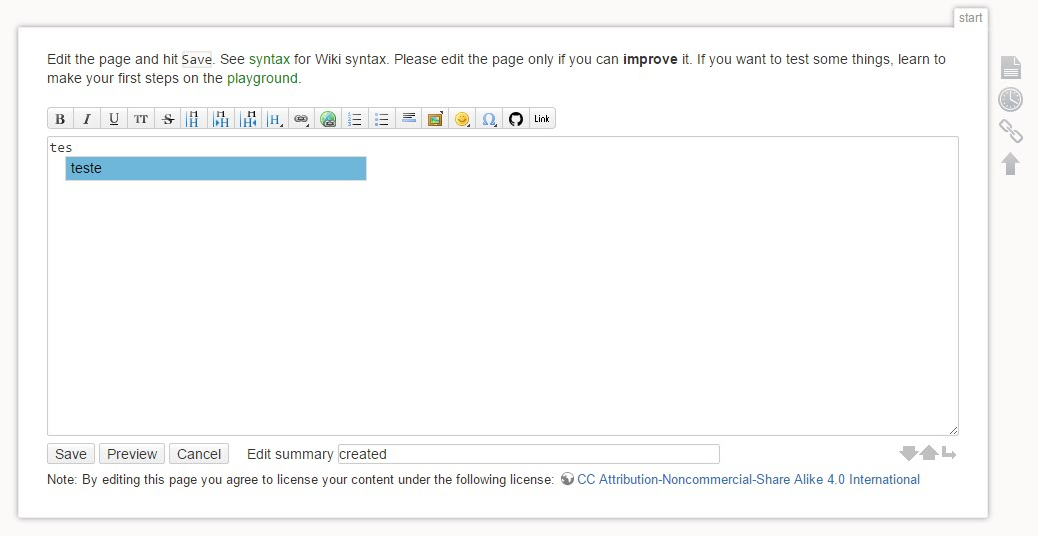 start
Edit the page and hit Save. See syntax for Wiki syntax. Please edit the page only if you can improve it. If you want to test some things, learn to
make your first steps on the playground.
B I U TT S H H H H Link
tes
teste
Save Preview Cancel Edit summary created
Note: By editing this page you agree to license your content under the following license: CC Attribution-Noncommercial-Share Alike 4.0 International